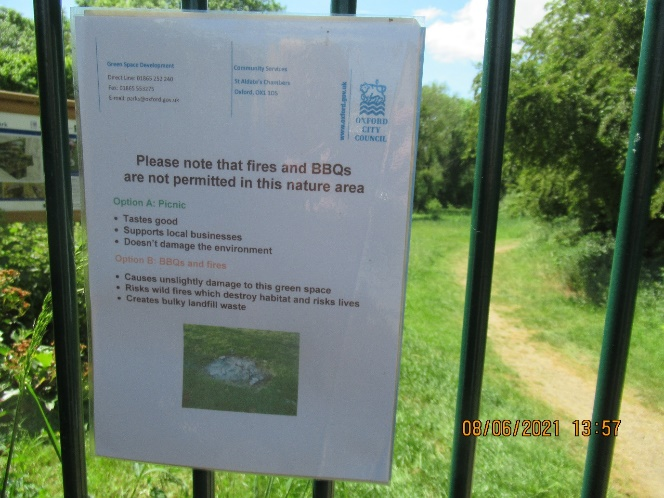 Green Space Development
Direct Line: 01865 252 240
Fax: 01865
E-mail: parks@oxford.gov.uk
Community Services
St Aldate's Chambers
Oxford, OX1 1DS
www.oxford.gov.uk
OXFORD
CITY
COUNCIL
Please note that fires and BBQs
are not permitted in this nature area
Option A: Picnic
• Tastes good
• Supports local businesses
• Doesn't damage the environment
Option B: BBQs and fires
• Causes unslightly damage to this green space
• Risks wild fires which destroy habitat and risks lives
• Creates bulky landfill waste
08/06/2021 13:57